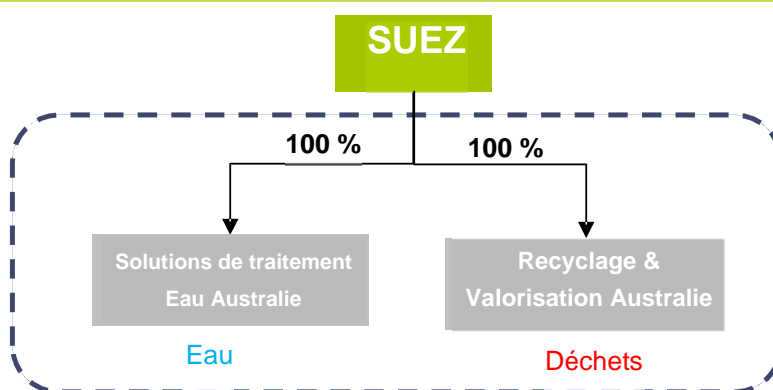 SUEZ
100 %
100 %
Solutions de traitement
Eau Australie
Recyclage &
Valorisation Australie
Eau
Déchets